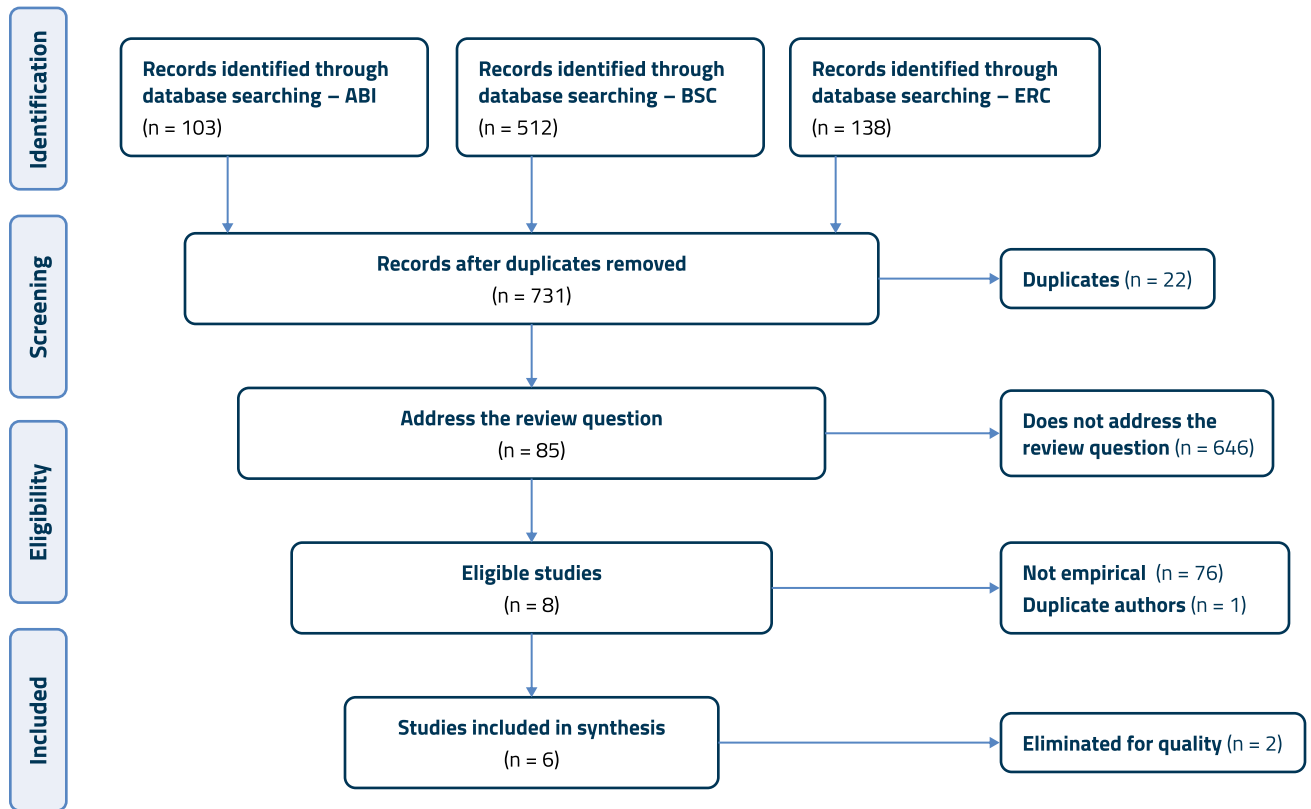 Identification
Records identified through
database searching – ABI
(n = 103)
Records identified through
database searching – BSC
(n = 512)
Records identified through
database searching – ERC
(n = 138)
Screening
Records after duplicates removed
(n = 731)
Duplicates (n = 22)
Address the review question
(n = 85)
Does not address the
review question (n = 646)
Eligibility
Eligible studies
(n = 8)
Not empirical (n = 76)
Duplicate authors (n = 1)
Included
Studies included in synthesis
(n = 6)
Eliminated for quality (n = 2)